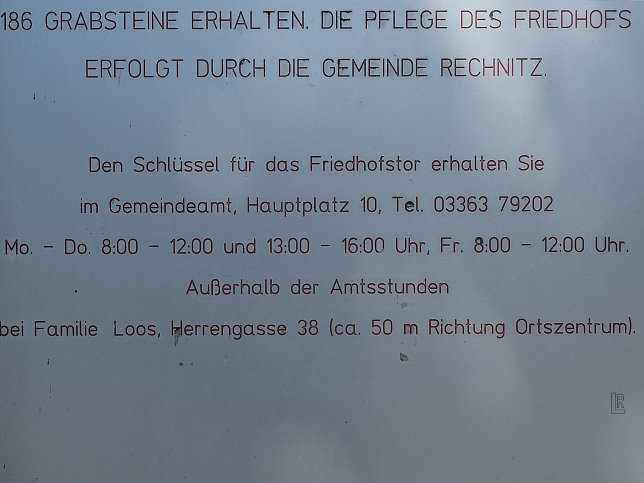 186 GRABSTEINE ERHALTEN. DIE PFLEGE DES FRIEDHOFS
ERFOLGT DURCH DIE GEMEINDE RECHNITZ.
Den Schlüssel für das Friedhofstor erhalten Sie
im Gemeindeamt, Hauptplatz 10, Tel. 03363 79202
Mo. - Do. 8:00 - 12:00 und 13:00 - 16:00 Uhr, Fr. 8:00 - 12:00 Uhr.
Außerhalb der Amtsstunden
bei Familie Loos, Herrengasse 38 (ca. 50 m Richtung Ortszentrum).